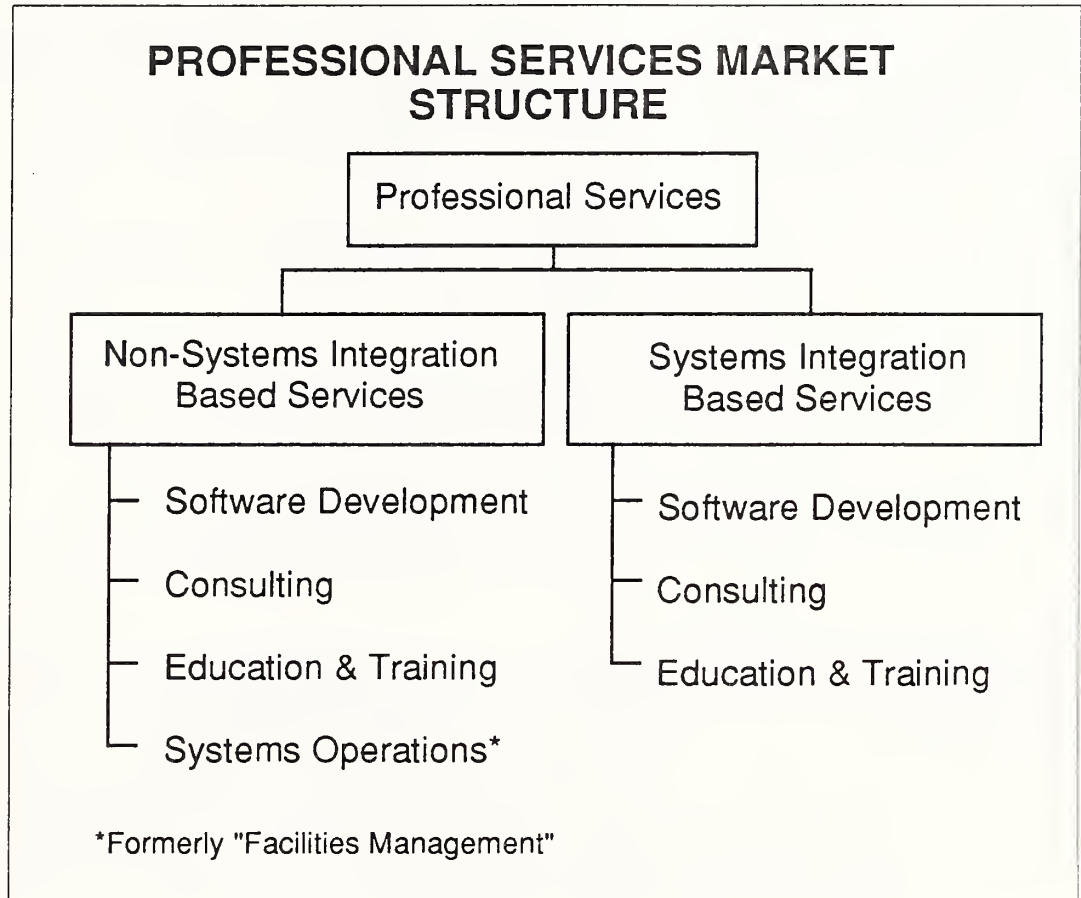 PROFESSIONAL SERVICES MARKET
STRUCTURE
Professional Services
Non-Systems Integration
Based Services
Software Development
Consulting
Education & Training
Systems Operations*
Systems Integration
Based Services
Software Development
Consulting
Education & Training
*Formerly "Facilities Management"